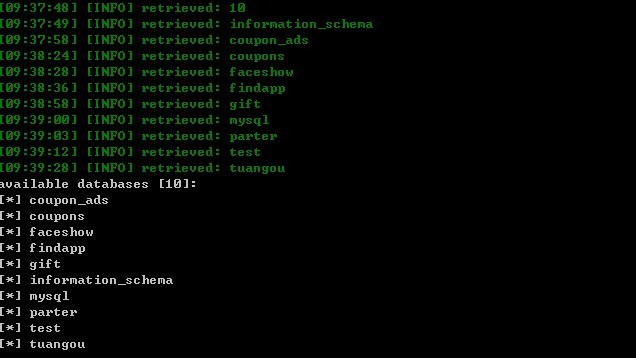 [09:37:48] [INFO] retrieved: 10
[09:37:49] [INFO] retrieved: information_schema
[09:37:58] [INFO] retrieved: coupon_ads
[09:38:24] [INFO] retrieved: coupons
[09:38:28] [INFO] retrieved: faceshow
[09:38:36] [INFO] retrieved: findapp
[09:38:58] [INFO] retrieved: gift
[09:39:00] [INFO] retrieved: mysql
[09:39:03] [INFO] retrieved: parter
[09:39:12] [INFO] retrieved: test
[09:39:28] [INFO] retrieved: tuangou
available databases [10]:
[*] coupon_ads
[*] coupons
[*] faceshow
[*] findapp
[*] gift
[*] information_schema
[*] mysql
[*] parter
[*] test
[*] tuangou